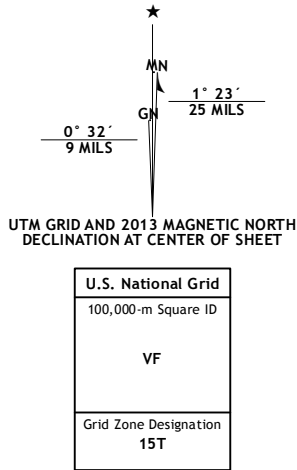 ★
MN
1° 23´
25 MILS
GN
0° 32´
9 MILS
UTM GRID AND 2013 MAGNETIC NORTH
DECLINATION AT CENTER OF SHEET
U.S. National Grid
100,000-m Square ID
VF
Grid Zone Designation
15T